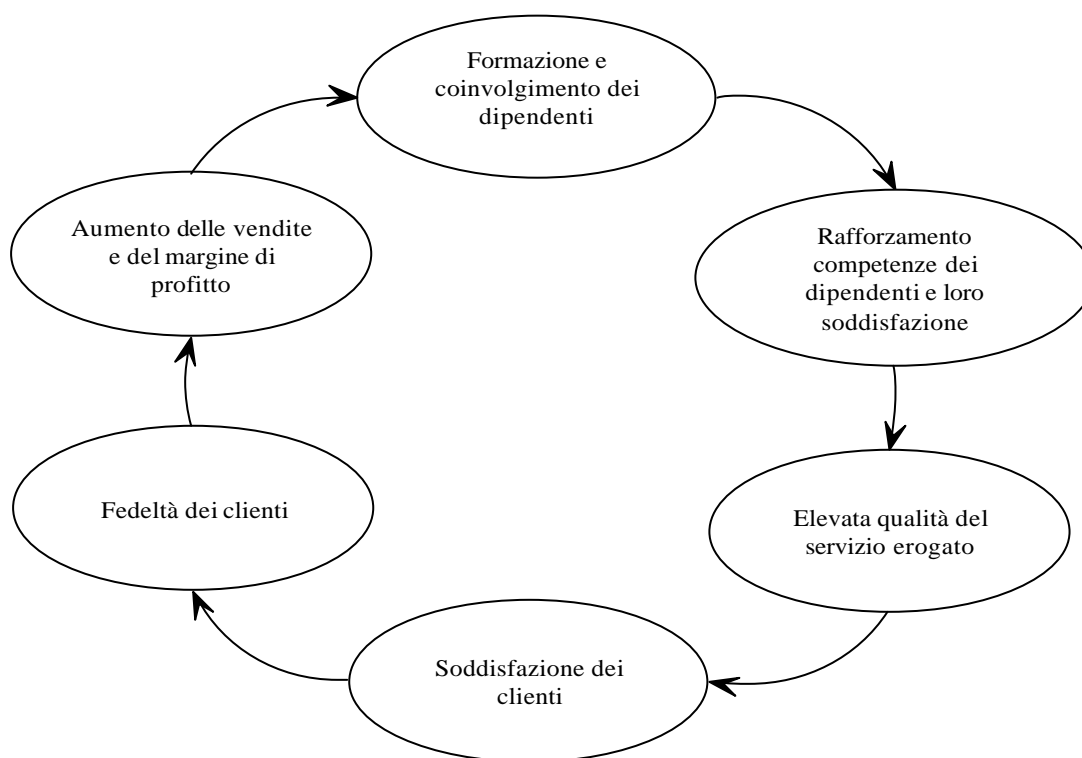 Formazione e
coinvolgimento dei
dipendenti
Rafforzamento
competenze dei
dipendenti e loro
soddisfazione
Elevata qualità del
servizio erogato
Soddisfazione dei
clienti
Fedeltà dei clienti
Aumento delle vendite
e del margine di
profitto